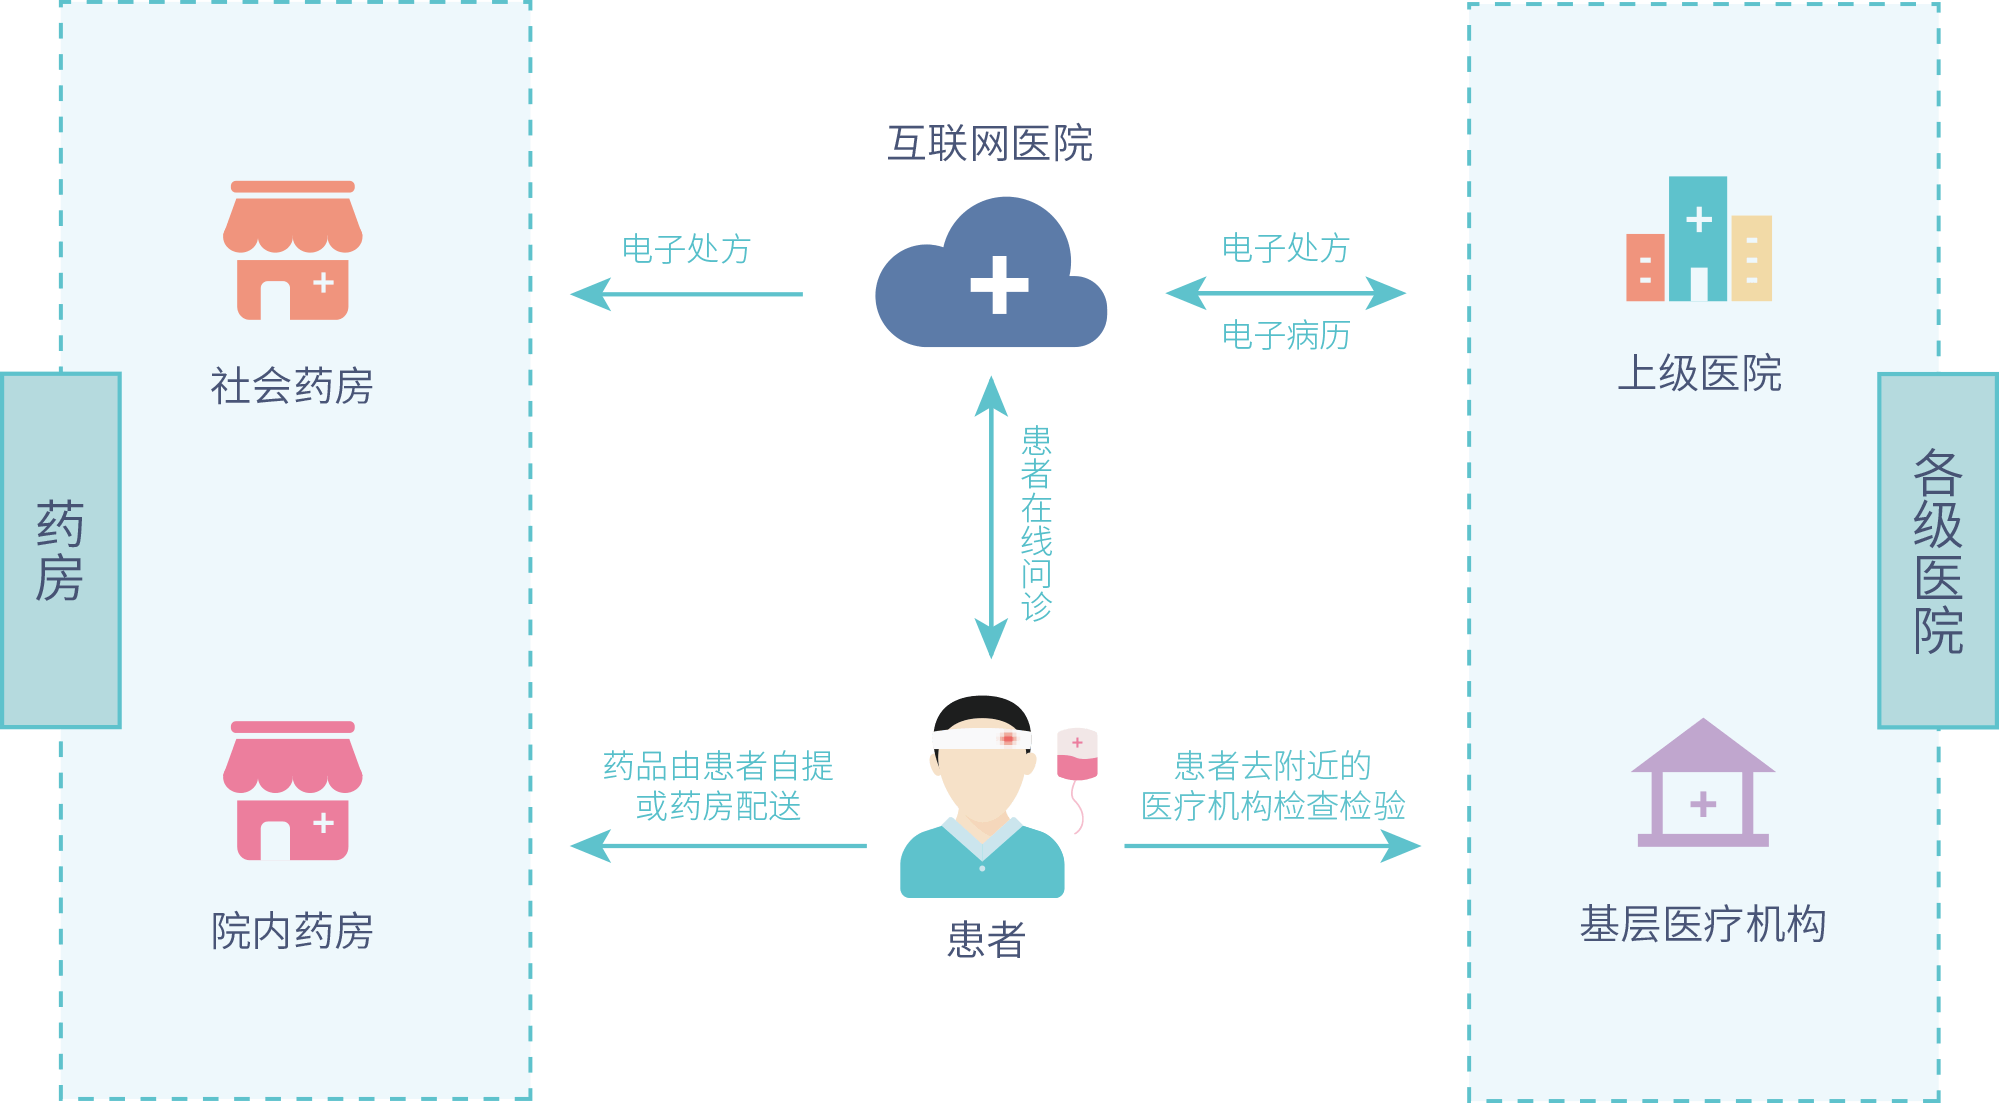 互联网医院
电子处方
电子处方
电子病历
社会药房
上级医院
患者在线问诊
药房
各级医院
药品由患者自提
或药房配送
患者去附近的
医疗机构检查检验
院内药房
患者
基层医疗机构